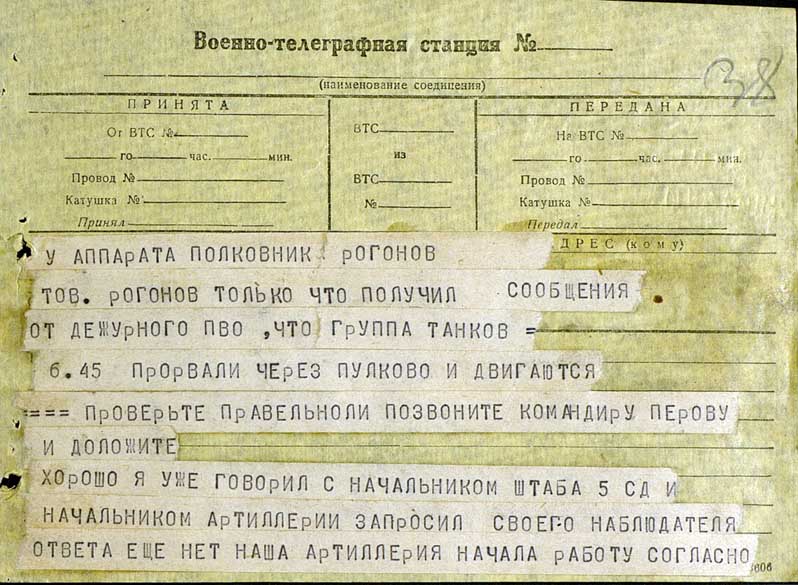 Военно-телеграфная станция №
38
(наименование соединения)
ПРИНЯТА
ПЕРЕДАНА
От ВТС №
ВТС
На ВТС №
го час. мин.
из
го час. мин.
Провод №
ВТС
Провод №
Катушка №
№
Катушка №
Принял
Передал
ДРЕС (кому)
У АППАРАТА ПОЛКОВНИК РОГОНОВ
ТОВ. РОГОНОВ ТОЛЬКО ЧТО ПОЛУЧИЛ СООБЩЕНИЯ
ОТ ДЕЖУРНОГО ПВО ,ЧТО ГРУППА ТАНКОВ =
6.45 ПРОРВАЛИ ЧЕРЕЗ ПУЛКОВО И ДВИГАЮТСЯ
==== ПРОВЕРЬТЕ ПРАВЕЛЬНОЛИ ПОЗВОНИТЕ КОМАНДИРУ ПЕРОВУ
И ДОЛОЖИТЕ
ХОРОШО Я УЖЕ ГОВОРИЛ С НАЧАЛЬНИКОМ ШТАБА 5 СД И
НАЧАЛЬНИКОМ АРТИЛЛЕРИИ ЗАПРОСИЛ СВОЕГО НАБЛЮДАТЕЛЯ
ОТВЕТА ЕЩЕ НЕТ НАША АРТИЛЛЕРИЯ НАЧАЛА РАБОТУ СОГЛАСНО